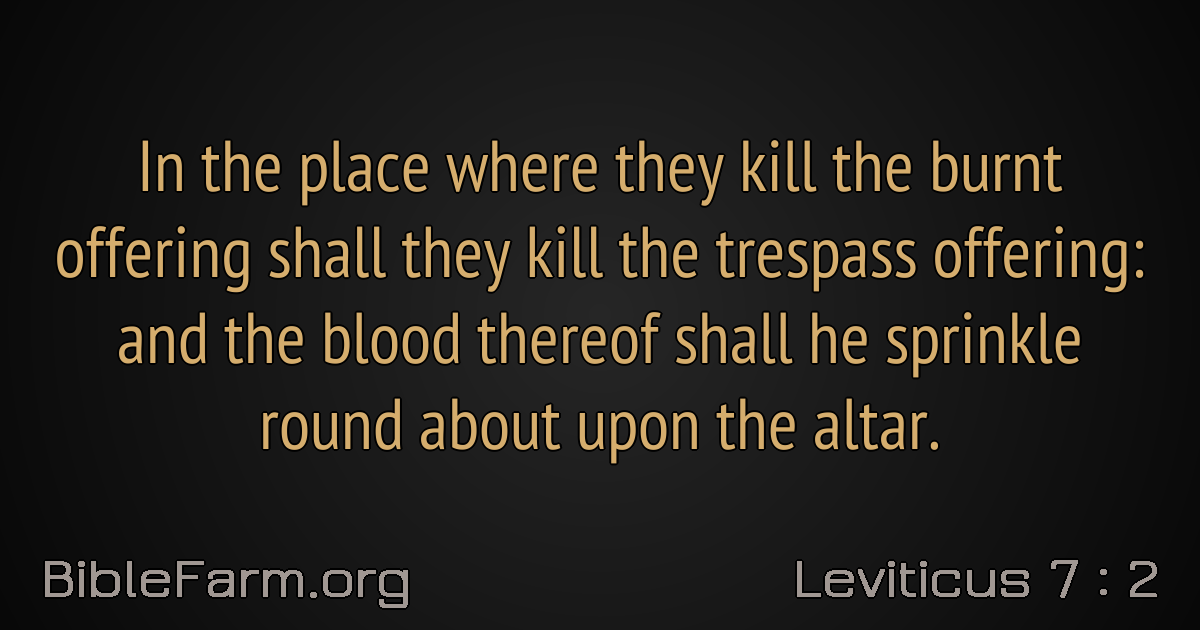 In the place where they kill the burnt
offering shall they kill the trespass offering:
and the blood thereof shall he sprinkle
round about upon the altar.
BibleFarm.org
Leviticus 7 : 2